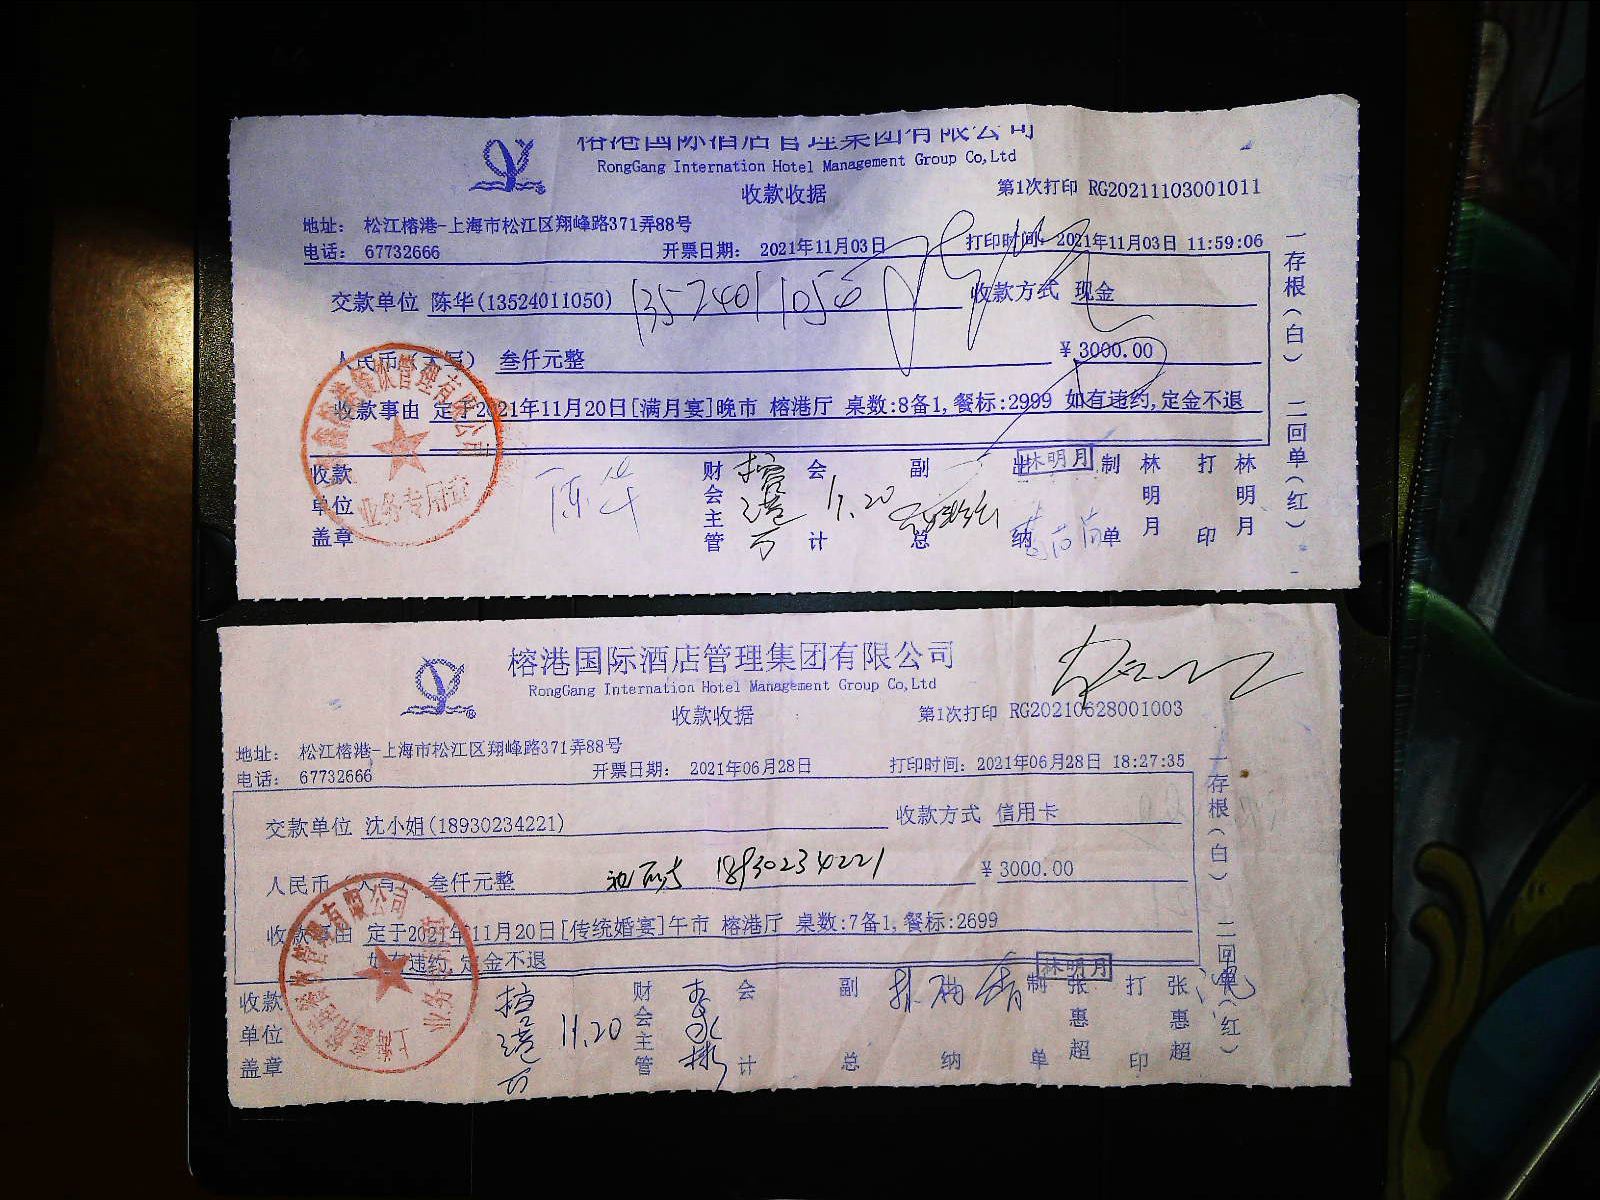 榕港国际酒店管理集团有限公司
RongGang Internation Hotel Management Group Co,Ltd
收款收据
第1次打印 RG20211103001011
地址： 松江榕港-上海市松江区翔峰路371弄88号
电话： 67732666 开票日期： 2021年11月03日 打印时间：2021年11月03日 11:59:06
交款单位 陈华(13524011050) 13524011050 收款方式 现金
人民币（大写） 叁仟元整 ￥3000.00
收款事由 定于2021年11月20日[满月宴]晚市 榕港厅 桌数:8备1,餐标:2999 如有违约,定金不退
收款单位盖章 陈华 财会主管 榕港厅 会计 11.20 副总 出纳 林明月 制单 林明月 打印 林明月
业务专用章
一存根(白) 二回单(红)
榕港国际酒店管理集团有限公司
RongGang Internation Hotel Management Group Co,Ltd
收款收据
第1次打印 RG20210628001003
地址： 松江榕港-上海市松江区翔峰路371弄88号
电话： 67732666 开票日期： 2021年06月28日 打印时间：2021年06月28日 18:27:35
交款单位 沈小姐(18930234221) 收款方式 信用卡
人民币（大写） 叁仟元整 18930234221 ￥3000.00
收款事由 定于2021年11月20日[传统婚宴]午市 榕港厅 桌数:7备1,餐标:2699
如有违约,定金不退
收款单位盖章 榕港厅 11.20 财会主管 会计 副总 出纳 林明月 制单 张惠超 打印 张惠超
一存根(白) 二回单(红)